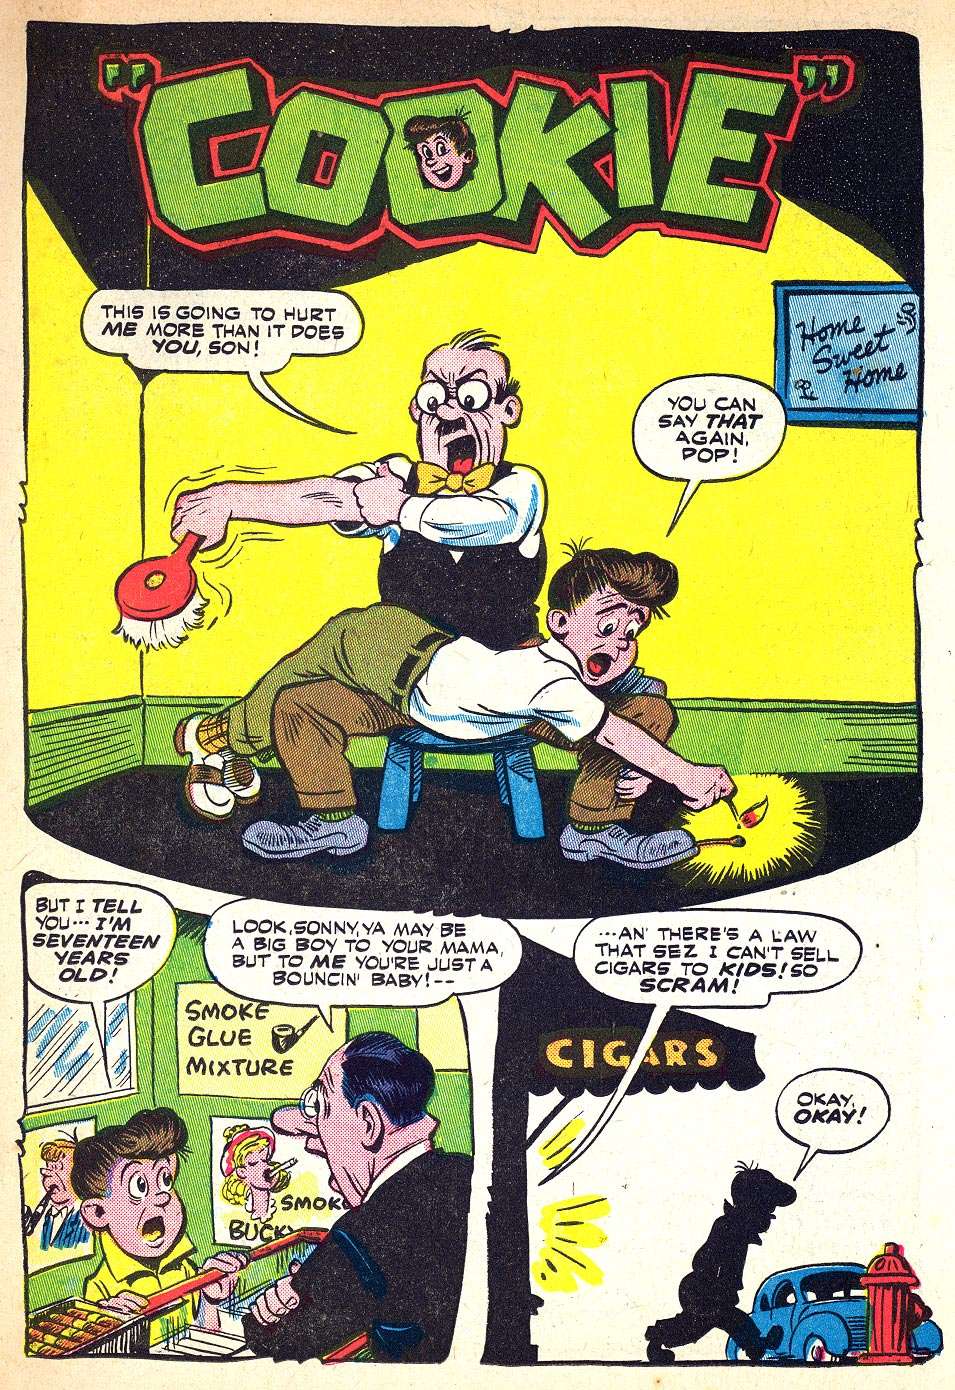 "COOKIE"
THIS IS GOING TO HURT
ME MORE THAN IT DOES
YOU, SON!
Home
Sweet
Home
YOU CAN
SAY THAT
AGAIN,
POP!
BUT I TELL
YOU--- I'M
SEVENTEEN
YEARS
OLD!
LOOK, SONNY, YA MAY BE
A BIG BOY TO YOUR MAMA,
BUT TO ME YOU'RE JUST A
BOUNCIN' BABY! --
SMOKE
GLUE
MIXTURE
SMOKE
BUCKY
---AN' THERE'S A LAW
THAT SEZ I CAN'T SELL
CIGARS TO KIDS! SO
SCRAM!
CIGARS
OKAY,
OKAY!